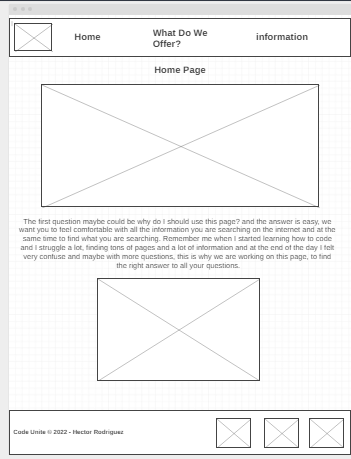 Home
What Do We
Offer?
information
Home Page
The first question maybe could be why do i should use this page? and the answer is easy, we
want you to feel comfortable with all the information you are searching on the internet and at the
same time to find what you are searching. Remember me when I started learning how to code
and I struggle a lot, finding tons of pages and a lot of information and at the end of the day I felt
very confuse and maybe with more questions, this is why we are working on this page, to find
the right answer to all your questions.
Code Unite © 2022 - Hector Rodriguez